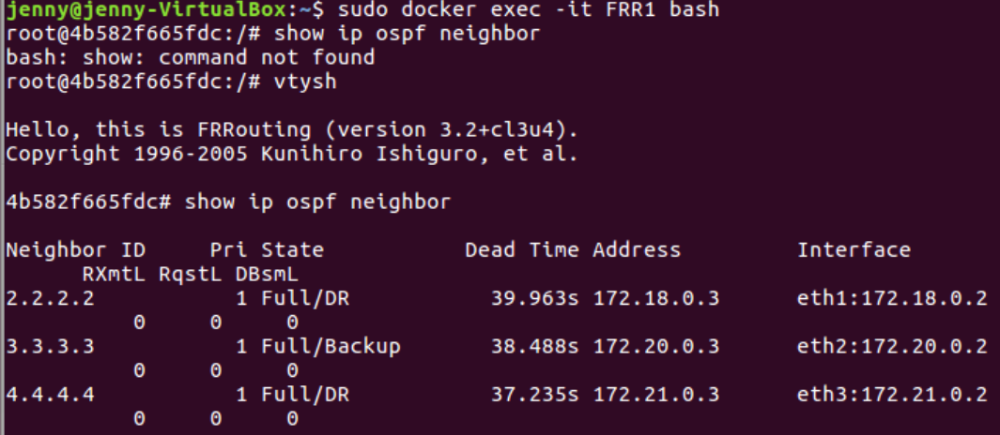 jenny@jenny-VirtualBox:~$ sudo docker exec -it FRR1 bash
root@4b582f665fdc:/# show ip ospf neighbor
bash: show: command not found
root@4b582f665fdc:/# vtysh
Hello, this is FRRouting (version 3.2+cl3u4).
Copyright 1996-2005 Kunihiro Ishiguro, et al.
4b582f665fdc# show ip ospf neighbor
Neighbor ID     Pri State           Dead Time Address         Interface
      RXmtL RqstL DBsmL
2.2.2.2           1 Full/DR           39.963s 172.18.0.3      eth1:172.18.0.2
          0     0     0
3.3.3.3           1 Full/Backup       38.488s 172.20.0.3      eth2:172.20.0.2
          0     0     0
4.4.4.4           1 Full/DR           37.235s 172.21.0.3      eth3:172.21.0.2
          0     0     0